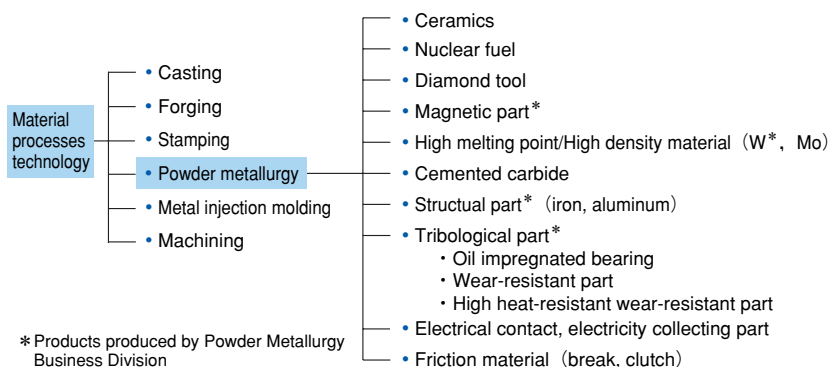 Material
processes
technology
• Casting
• Forging
• Stamping
• Powder metallurgy
• Metal injection molding
• Machining
• Ceramics
• Nuclear fuel
• Diamond tool
• Magnetic part*
• High melting point/High density material（W*，Mo）
• Cemented carbide
• Structual part*（iron, aluminum）
• Tribological part*
・Oil impregnated bearing
・Wear-resistant part
・High heat-resistant wear-resistant part
• Electrical contact, electricity collecting part
• Friction material（break, clutch）
* Products produced by Powder Metallurgy
Business Division